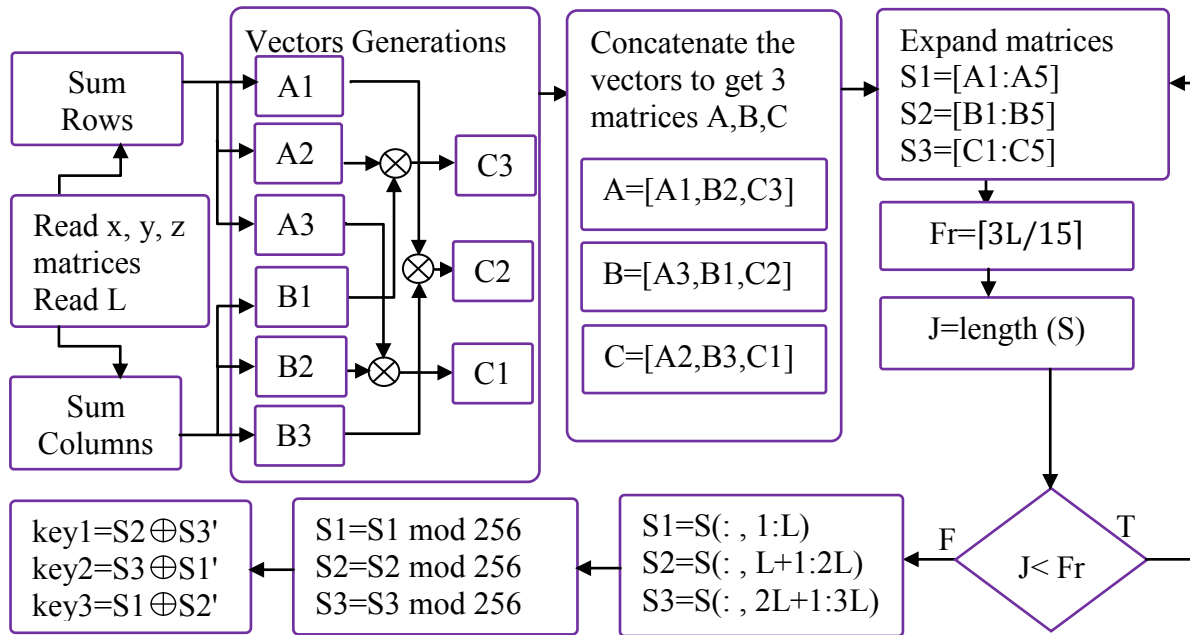 Sum
Rows
Read x, y, z
matrices
Read L
Sum
Columns
Vectors Generations
A1
A2
A3
B1
B2
B3
C3
C2
C1
Concatenate the
vectors to get 3
matrices A,B,C
A=[A1,B2,C3]
B=[A3,B1,C2]
C=[A2,B3,C1]
Expand matrices
S1=[A1:A5]
S2=[B1:B5]
S3=[C1:C5]
Fr=⌈3L/15⌉
J=length (S)
J< Fr
T
F
S1=S(: , 1:L)
S2=S(: , L+1:2L)
S3=S(: , 2L+1:3L)
S1=S1 mod 256
S2=S2 mod 256
S3=S3 mod 256
key1=S2⊕S3'
key2=S3⊕S1'
key3=S1⊕S2'